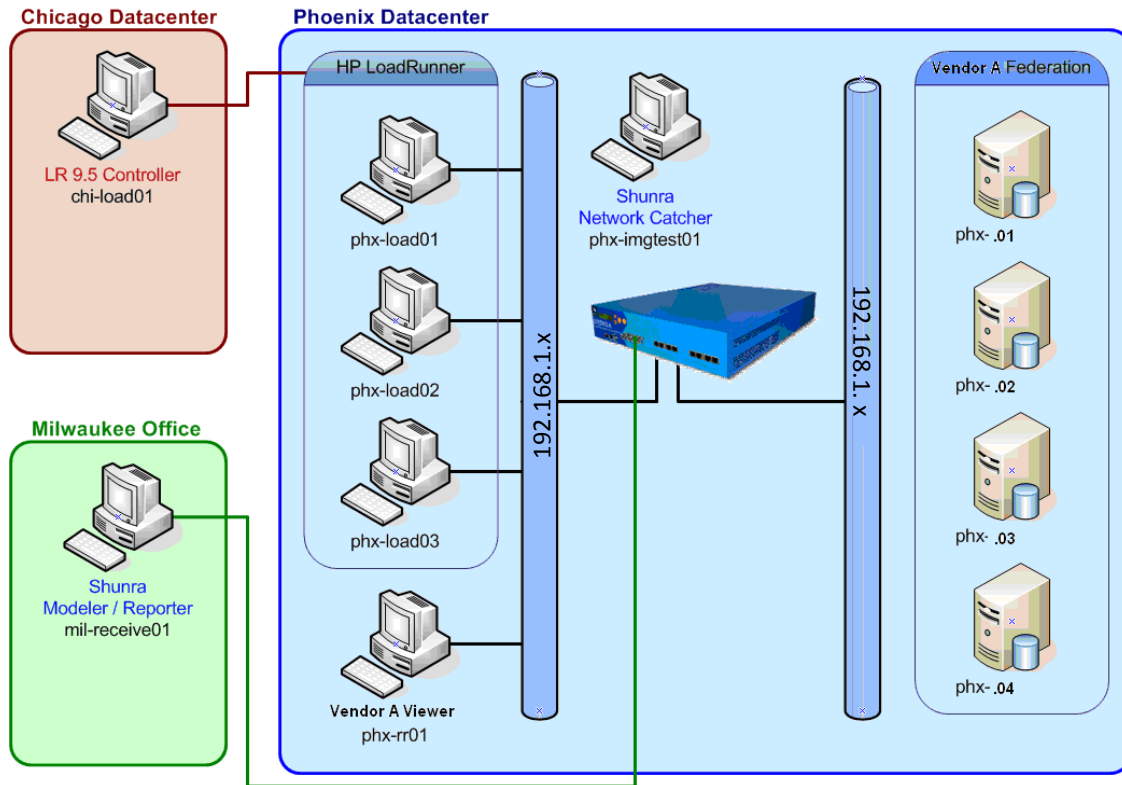 Chicago Datacenter
LR 9.5 Controller
chi-load01
Milwaukee Office
Shunra
Modeler / Reporter
mil-receive01
Phoenix Datacenter
HP LoadRunner
phx-load01
phx-load02
phx-load03
Vendor A Viewer
phx-rr01
192.168.1.x
Shunra
Network Catcher
phx-imgtest01
192.168.1. x
Vendor A Federation
phx- .01
phx- .02
phx- .03
phx- .04